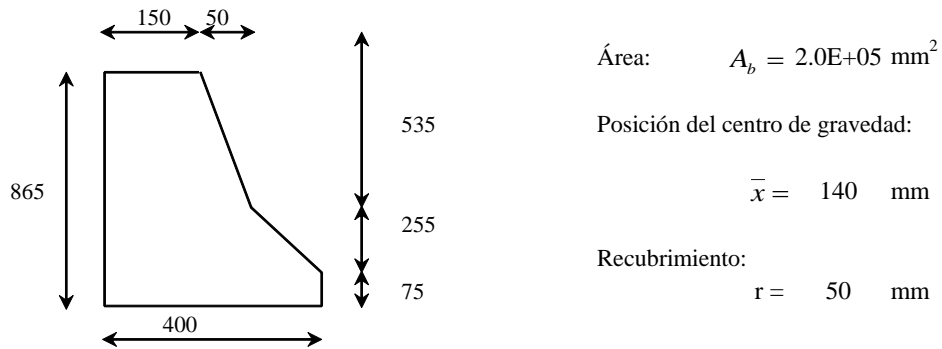 150 50
Área: A_b = 2.0E+05 mm²
535
Posición del centro de gravedad:
865
x̄ = 140 mm
255
Recubrimiento:
75
r = 50 mm
400